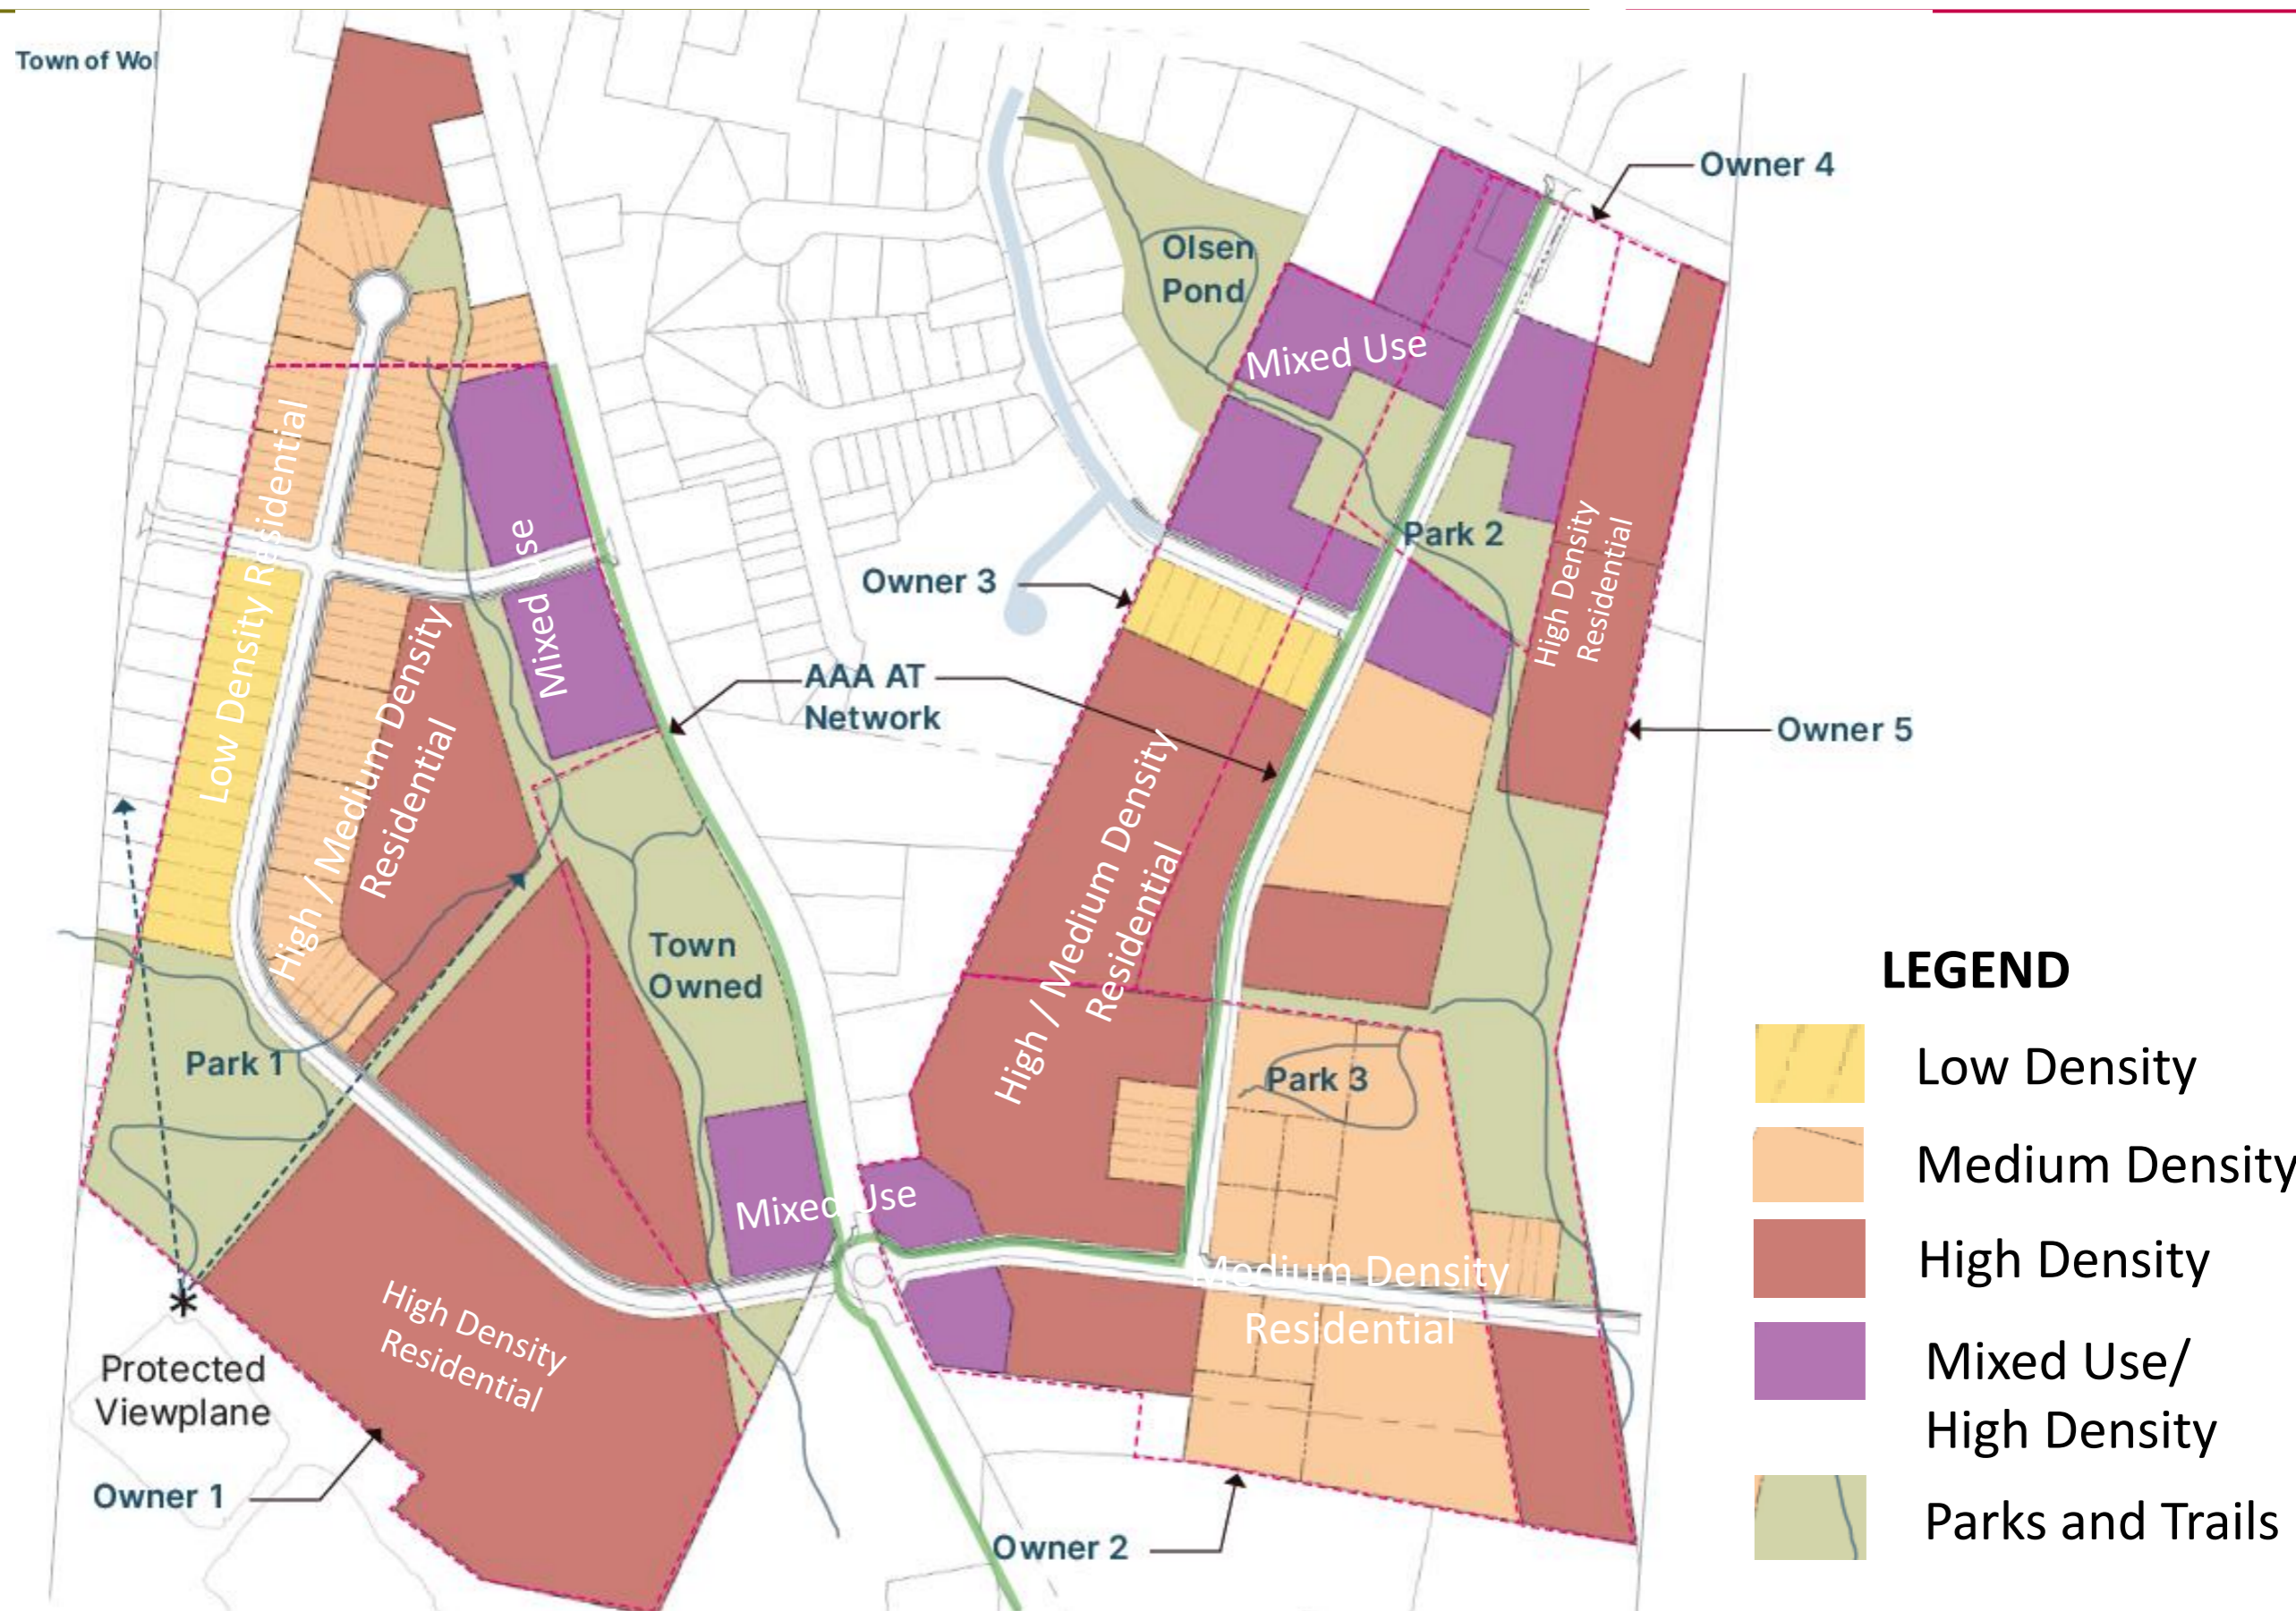 Town of Wol
Owner 4
Olsen
Pond
Mixed Use
Park 2
High Density
Residential
Owner 3
AAA AT
Network
Owner 5
Low Density Residential
Mixed Use
High / Medium Density
Residential
High / Medium Density
Residential
Town
Owned
Park 1
Park 3
Mixed Use
Medium Density
Residential
High Density
Residential
Protected
Viewplane
Owner 1
Owner 2
LEGEND
Low Density
Medium Density
High Density
Mixed Use/
High Density
Parks and Trails